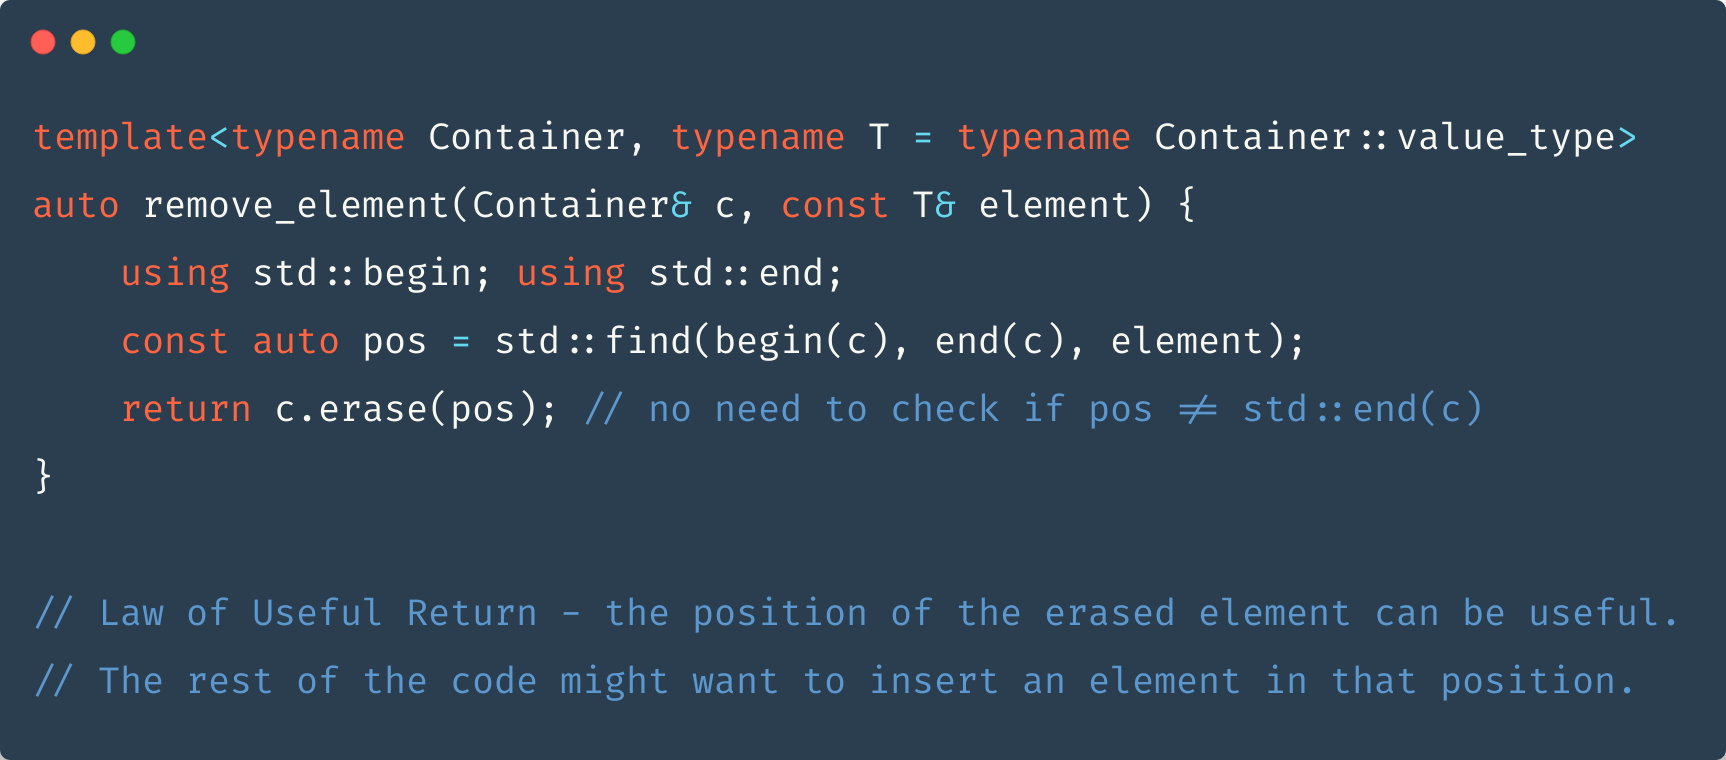 template<typename Container, typename T = typename Container::value_type>
auto remove_element(Container& c, const T& element) {
    using std::begin; using std::end;
    const auto pos = std::find(begin(c), end(c), element);
    return c.erase(pos); // no need to check if pos != std::end(c)
}

// Law of Useful Return - the position of the erased element can be useful.
// The rest of the code might want to insert an element in that position.